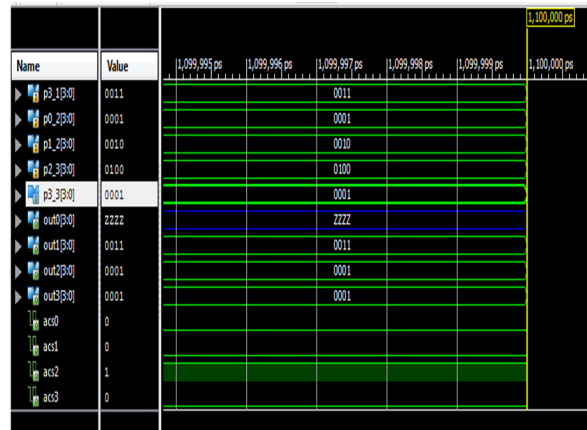 1,100,000 ps
Name Value 1,099,995 ps 1,099,996 ps 1,099,997 ps 1,099,998 ps 1,099,999 ps 1,100,000 ps
p3_1[3:0] 0011 0011
p0_2[3:0] 0001 0001
p1_2[3:0] 0010 0010
p2_3[3:0] 0100 0100
p3_3[3:0] 0001 0001
out0[3:0] ZZZZ ZZZZ
out1[3:0] 0011 0011
out2[3:0] 0001 0001
out3[3:0] 0001 0001
acs0 0
acs1 0
acs2 1
acs3 0